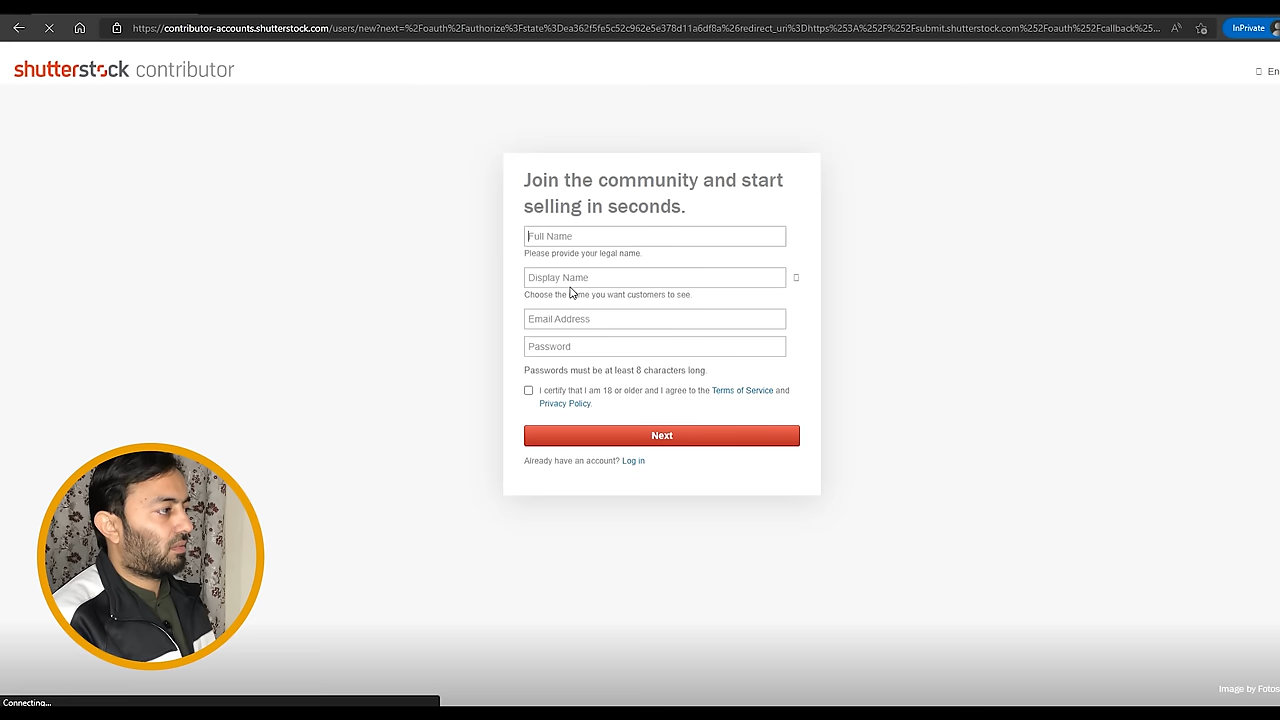 https://contributor-accounts.shutterstock.com/users/new?next=%2Foauth%2Fauthorize%3Fstate%3Dea362f5fe5c52c962e5e378d11a6df8a%26redirect_uri%3Dhttps%253A%252F%252Fsubmit.shutterstock.com%252Foauth%252Fcallback%25...
InPrivate
shutterstock contributor
En
Join the community and start
selling in seconds.
Full Name
Please provide your legal name.
Display Name
Choose the name you want customers to see.
Email Address
Password
Passwords must be at least 8 characters long.
I certify that I am 18 or older and I agree to the Terms of Service and
Privacy Policy.
Next
Already have an account? Log in
Image by Fotos
Connecting...